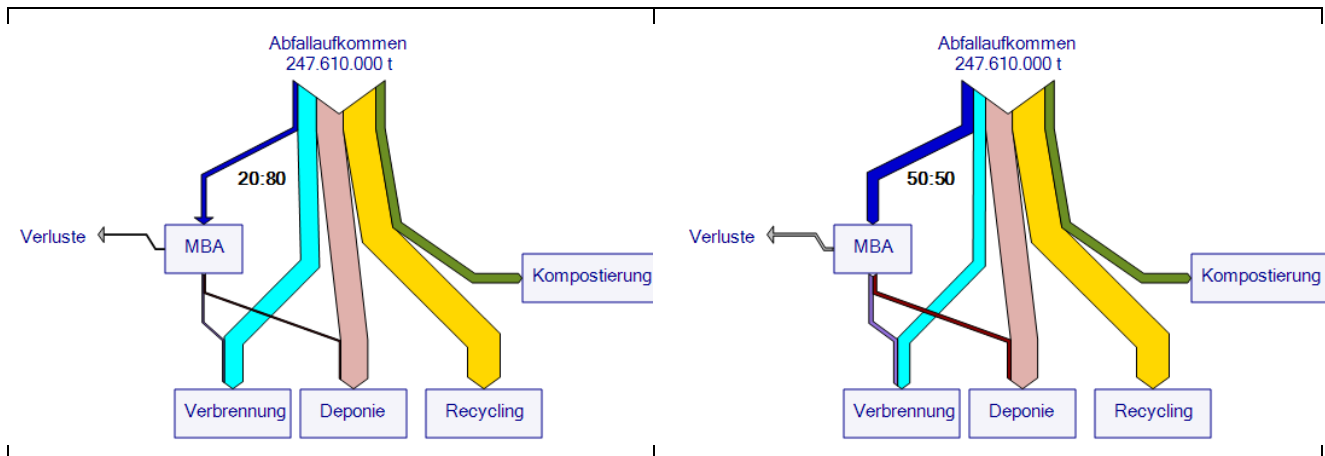 Abfallaufkommen
247.610.000 t
20:80
Verluste
MBA
Kompostierung
Verbrennung
Deponie
Recycling
Abfallaufkommen
247.610.000 t
50:50
Verluste
MBA
Kompostierung
Verbrennung
Deponie
Recycling